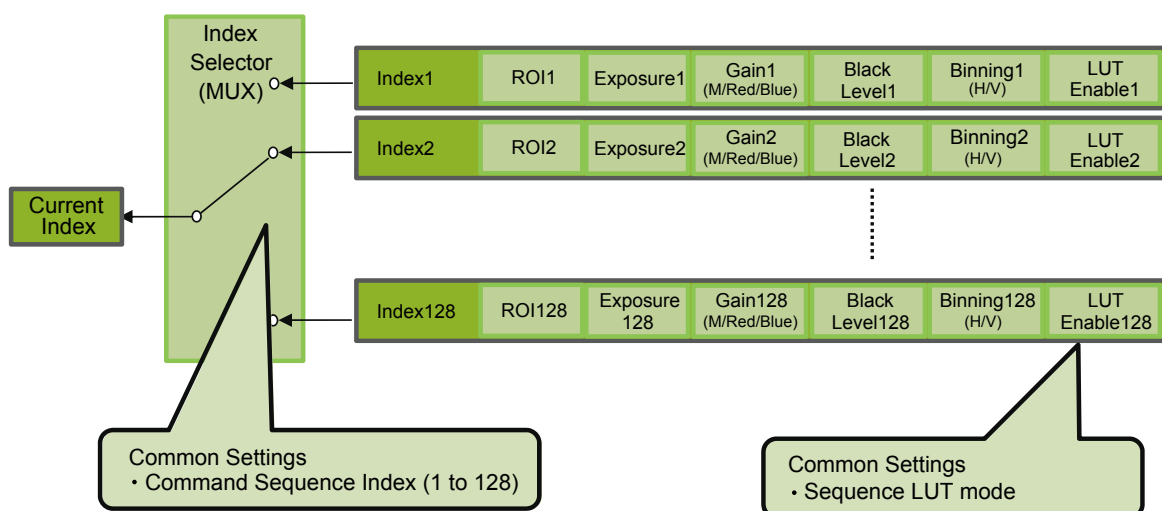 Index
Selector
(MUX)
Index1
ROI1
Exposure1
Gain1
(M/Red/Blue)
Black
Level1
Binning1
(H/V)
LUT
Enable1
Index2
ROI2
Exposure2
Gain2
(M/Red/Blue)
Black
Level2
Binning2
(H/V)
LUT
Enable2
Current
Index
Index128
ROI128
Exposure
128
Gain128
(M/Red/Blue)
Black
Level128
Binning128
(H/V)
LUT
Enable128
Common Settings
・Command Sequence Index (1 to 128)
Common Settings
・Sequence LUT mode